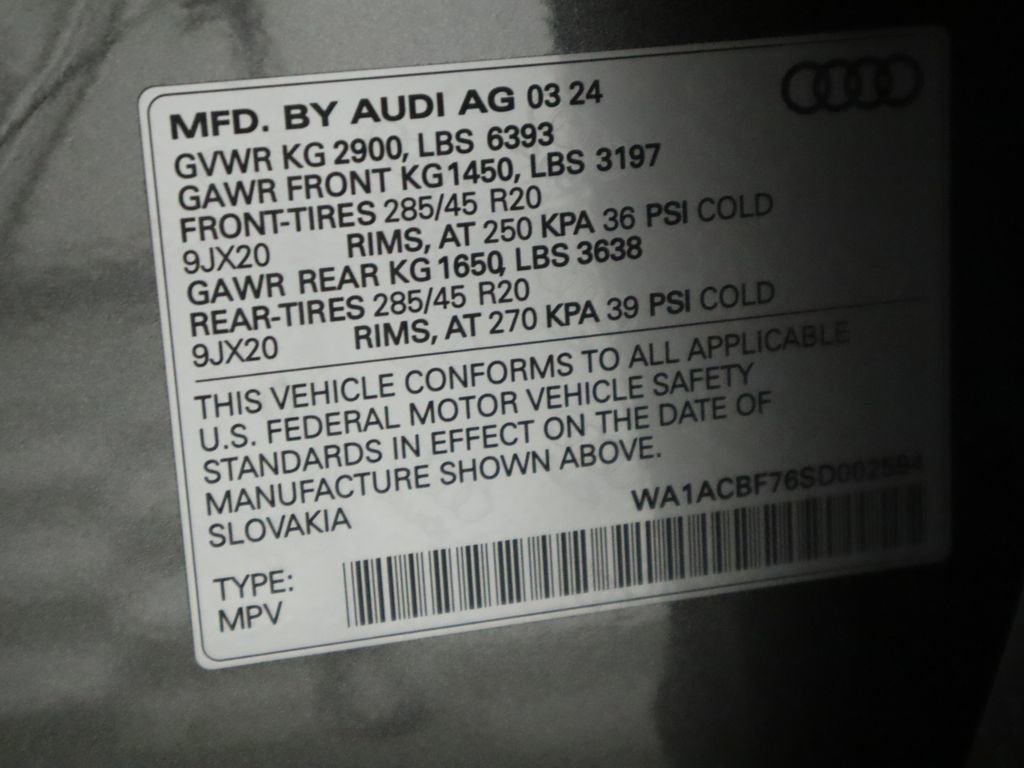 MFD. BY AUDI AG 03 24
GVWR KG 2900, LBS 6393
GAWR FRONT KG 1450, LBS 3197
FRONT-TIRES 285/45 R20
9JX20 RIMS, AT 250 KPA 36 PSI COLD
GAWR REAR KG 1650, LBS 3638
REAR-TIRES 285/45 R20
9JX20 RIMS, AT 270 KPA 39 PSI COLD
THIS VEHICLE CONFORMS TO ALL APPLICABLE
U.S. FEDERAL MOTOR VEHICLE SAFETY
STANDARDS IN EFFECT ON THE DATE OF
MANUFACTURE SHOWN ABOVE.
SLOVAKIA WA1ACBF76SD002594
TYPE:
MPV